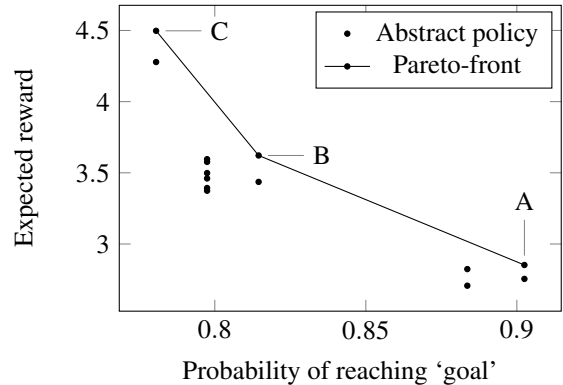 4.5
C
Abstract policy
Pareto-front
4
Expected reward
3.5
B
A
3
0.8
0.85
0.9
Probability of reaching ‘goal’